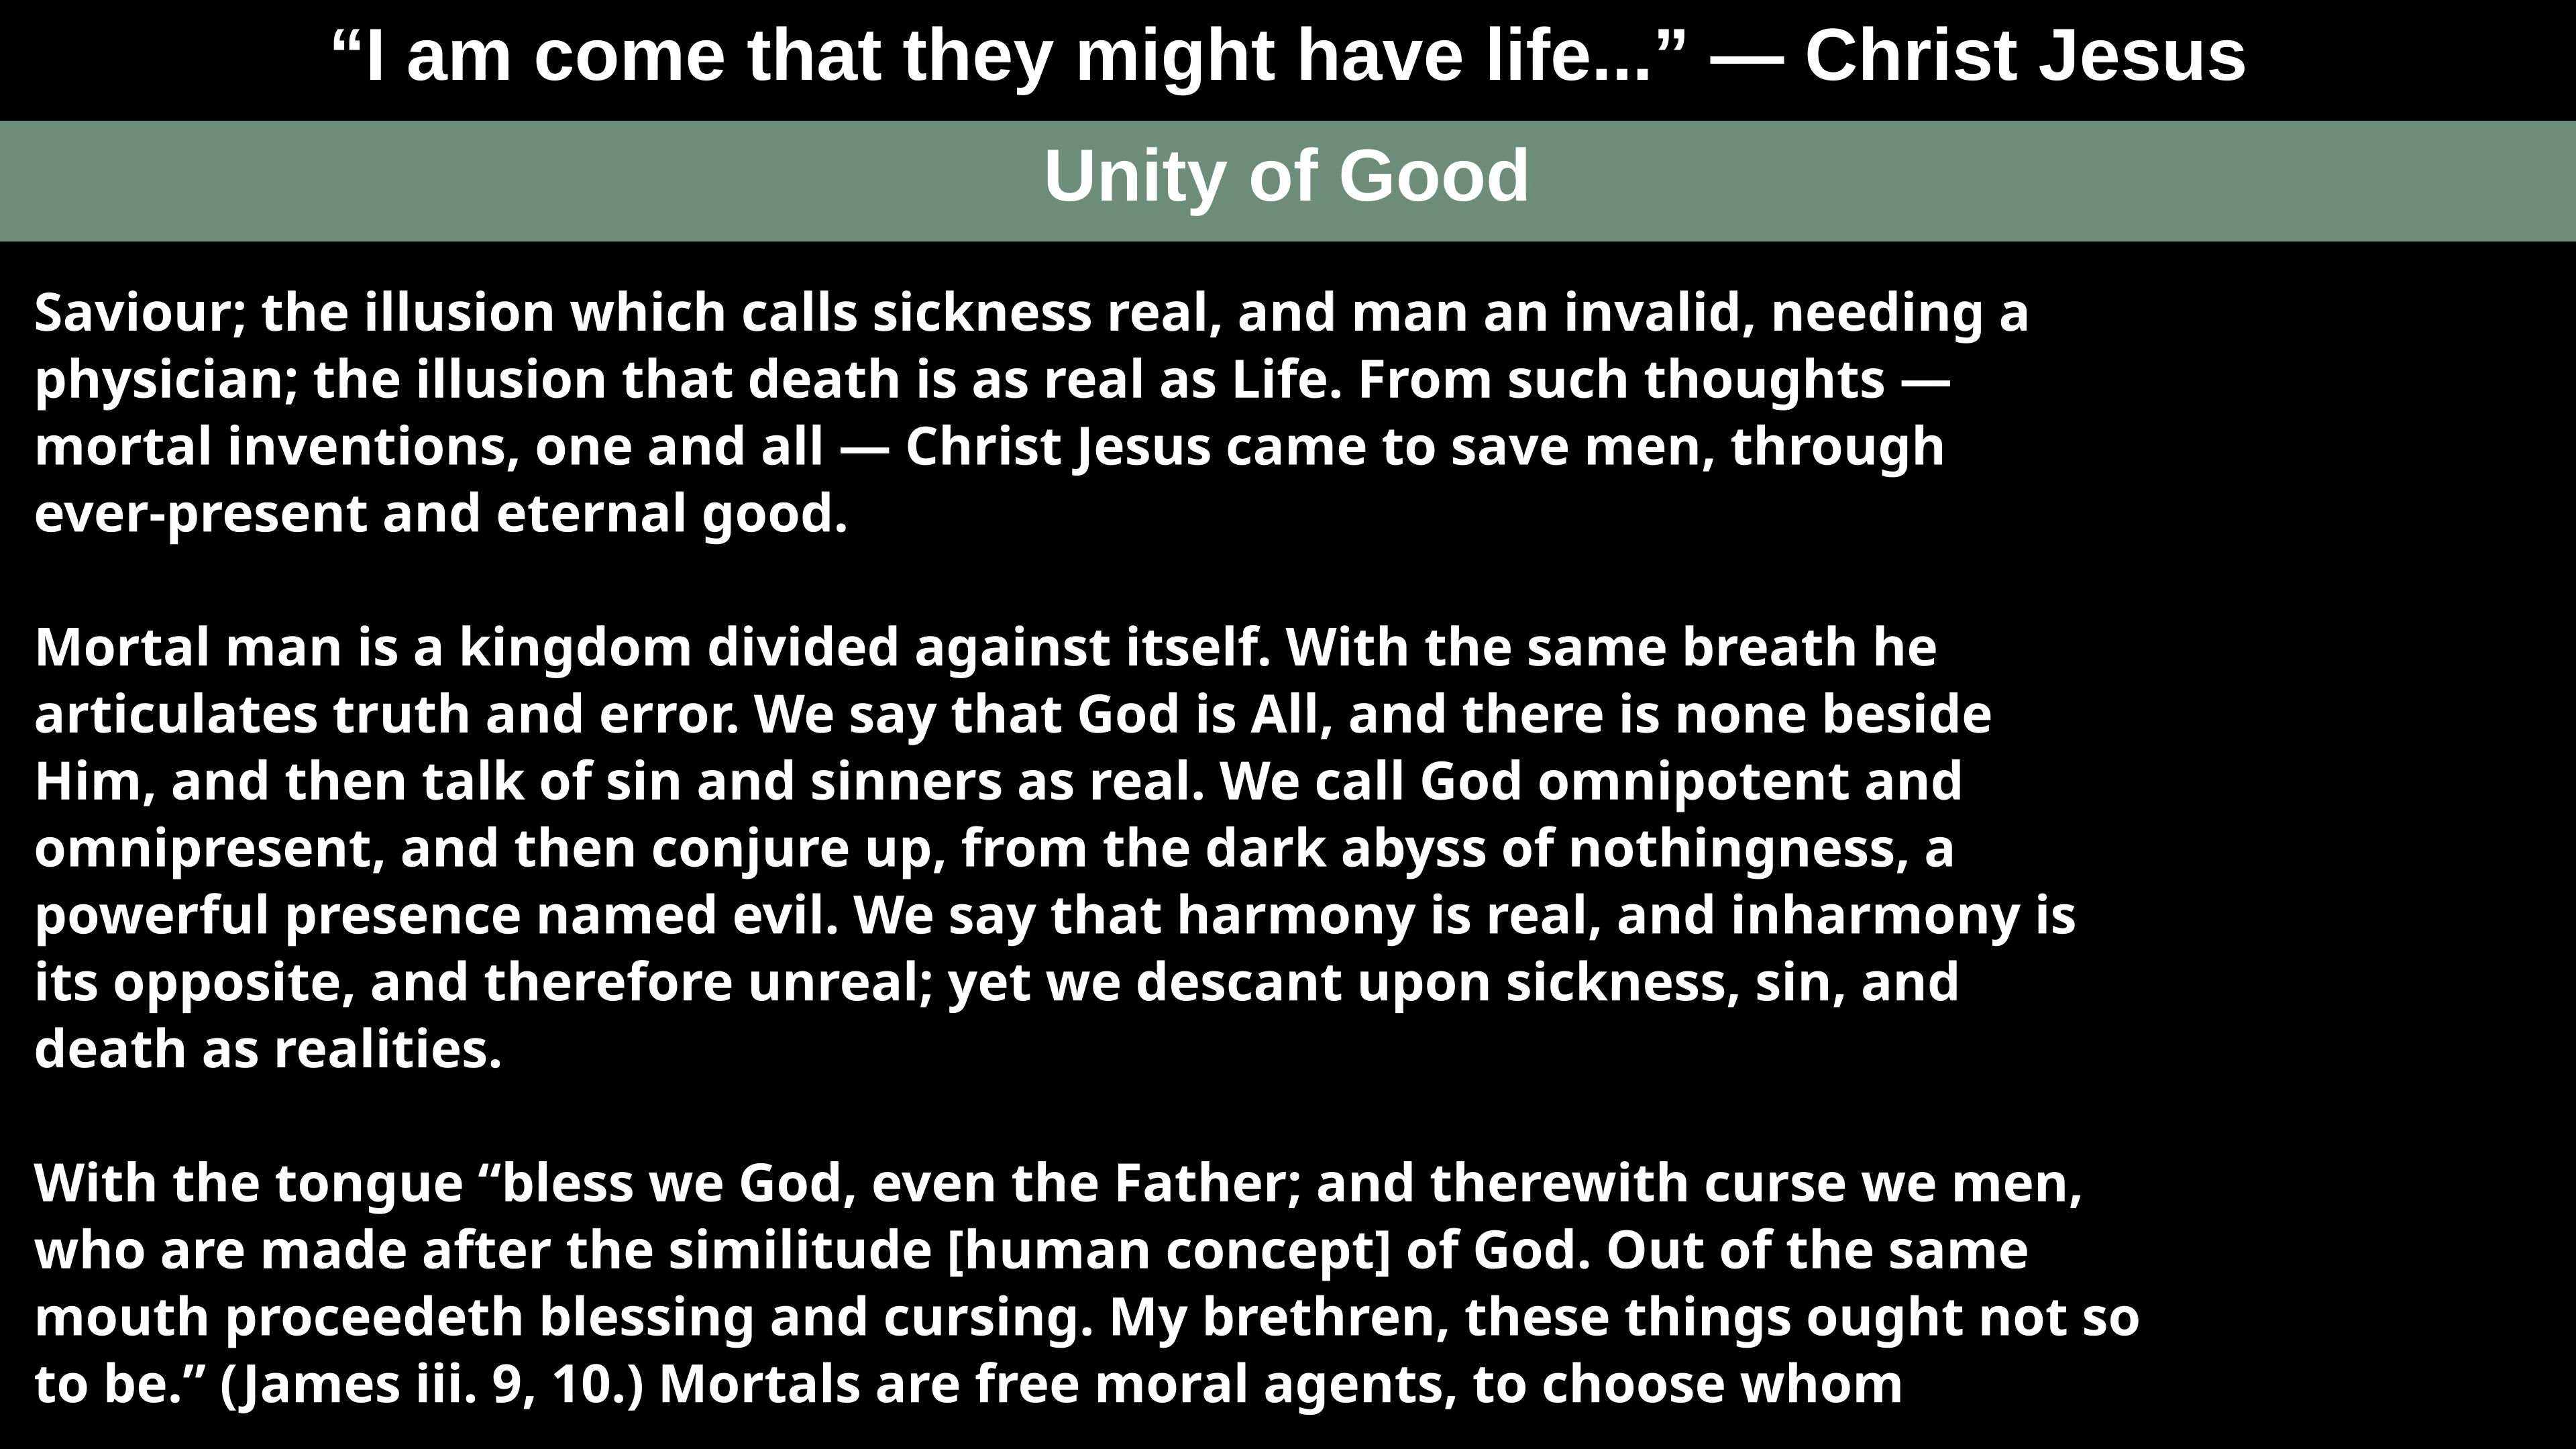 “I am come that they might have life...” — Christ Jesus
Unity of Good
Saviour; the illusion which calls sickness real, and man an invalid, needing a
physician; the illusion that death is as real as Life. From such thoughts —
mortal inventions, one and all — Christ Jesus came to save men, through
ever-present and eternal good.
Mortal man is a kingdom divided against itself. With the same breath he
articulates truth and error. We say that God is All, and there is none beside
Him, and then talk of sin and sinners as real. We call God omnipotent and
omnipresent, and then conjure up, from the dark abyss of nothingness, a
powerful presence named evil. We say that harmony is real, and inharmony is
its opposite, and therefore unreal; yet we descant upon sickness, sin, and
death as realities.
With the tongue “bless we God, even the Father; and therewith curse we men,
who are made after the similitude [human concept] of God. Out of the same
mouth proceedeth blessing and cursing. My brethren, these things ought not so
to be.” (James iii. 9, 10.) Mortals are free moral agents, to choose whom